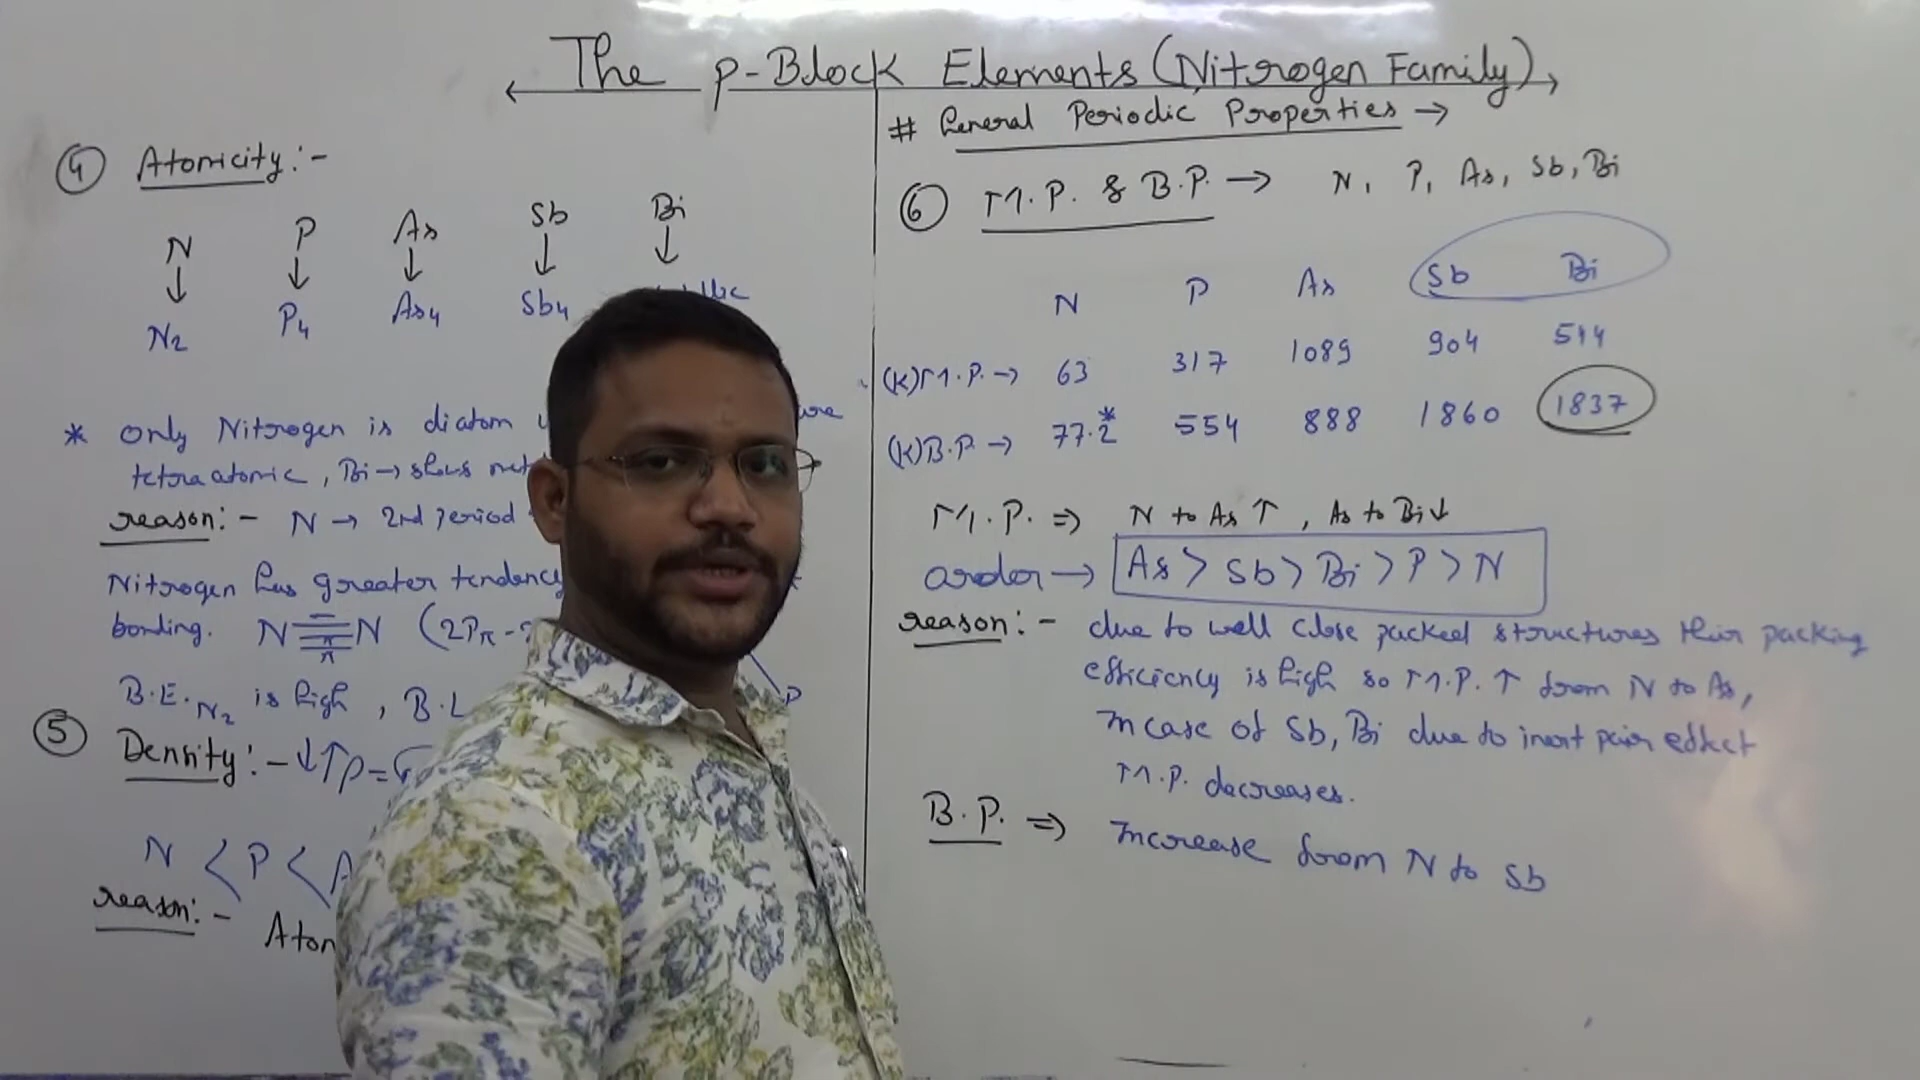 The p-Block Elements (Nitrogen Family)
④ Atomicity :-
N P As Sb Bi
N2 P4 As4 Sb4
* only Nitrogen is diatom
tetraatomic, Bi → shows
reason :- N → 2nd period
Nitrogen has greater tendency
bonding. N≡N (2Pπ-
π
π
B.E. N2 is high , B.L
P
⑤ Density :- ↓↑ρ =
N < P < A
reason :- Aton
# General Periodic Properties →
⑥ M.P. & B.P. → N, P, As, Sb, Bi
N P As Sb Bi
(K) M.P. → 63 317 1089 904 544
(K) B.P. → 77.2* 554 888 1860 1837
M.P. ⇒ N to As ↑ , As to Bi ↓
order → As > Sb > Bi > P > N
reason :- due to well close packed structures their packing
efficiency is high so M.P. ↑ from N to As,
In case of Sb, Bi due to inert pair effect
M.P. decreases.
B.P. ⇒ Increase from N to Sb